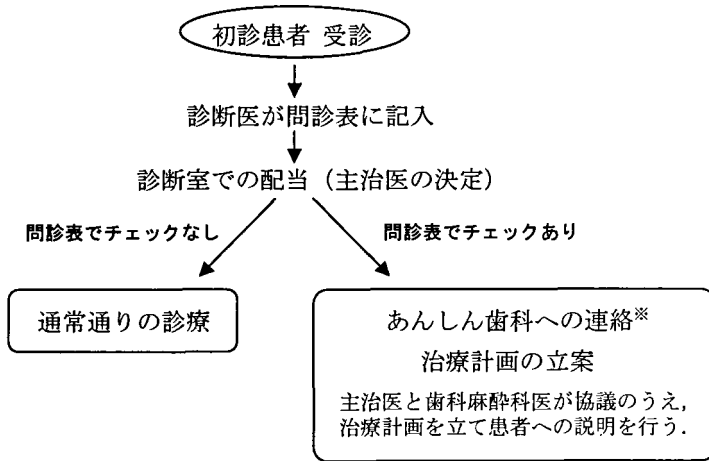 初診患者 受診
診断医が問診表に記入
診断室での配当（主治医の決定）
問診表でチェックなし
問診表でチェックあり
通常通りの診療
あんしん歯科への連絡※
治療計画の立案
主治医と歯科麻酔科医が協議のうえ，
治療計画を立て患者への説明を行う．